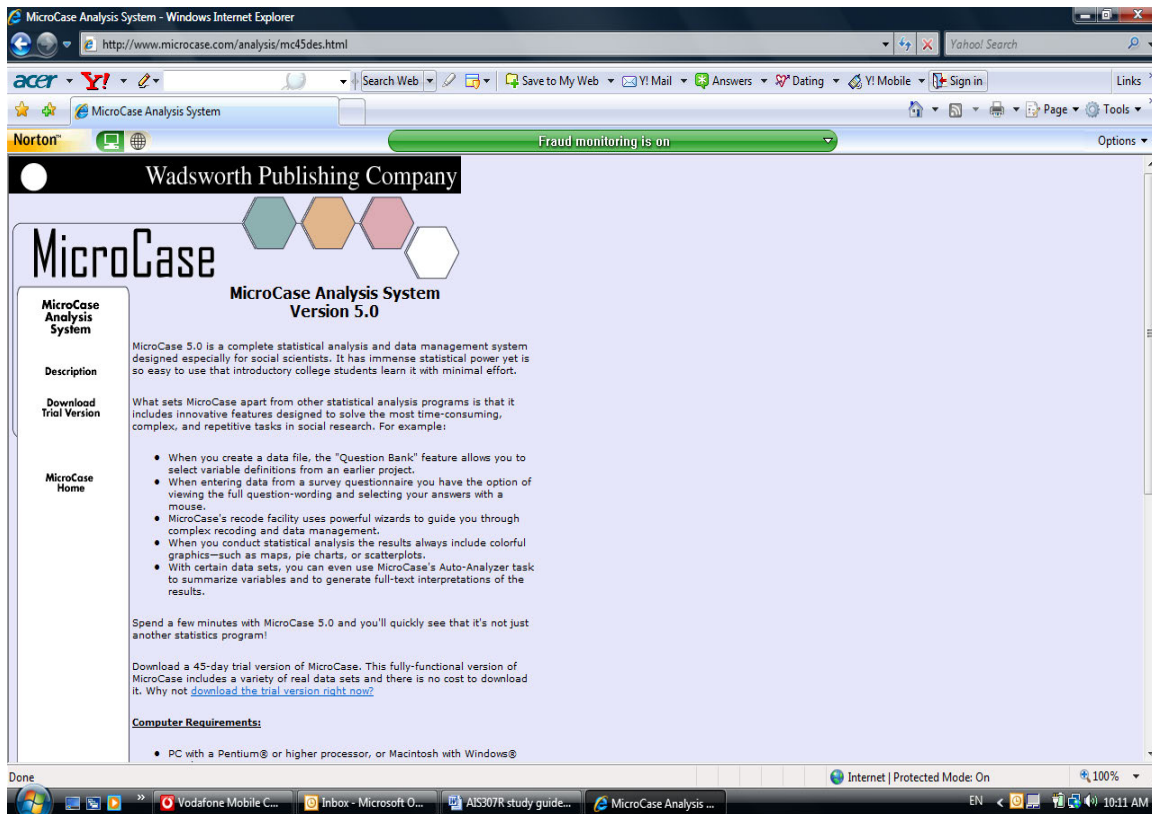 MicroCase Analysis System - Windows Internet Explorer
http://www.microcase.com/analysis/mc45des.html
Yahoo! Search
acer
Y!
Search Web
Save to My Web
Y! Mail
Answers
Dating
Y! Mobile
Sign in
Links
MicroCase Analysis System
Page
Tools
Norton™
Fraud monitoring is on
Options
Wadsworth Publishing Company
MicroCase
MicroCase
Analysis
System
Description
Download
Trial Version
MicroCase
Home
MicroCase Analysis System
Version 5.0
MicroCase 5.0 is a complete statistical analysis and data management system
designed especially for social scientists. It has immense statistical power yet is
so easy to use that introductory college students learn it with minimal effort.
What sets MicroCase apart from other statistical analysis programs is that it
includes innovative features designed to solve the most time-consuming,
complex, and repetitive tasks in social research. For example:
• When you create a data file, the "Question Bank" feature allows you to
select variable definitions from an earlier project.
• When entering data from a survey questionnaire you have the option of
viewing the full question-wording and selecting your answers with a
mouse.
• MicroCase's recode facility uses powerful wizards to guide you through
complex recoding and data management.
• When you conduct statistical analysis the results always include colorful
graphics—such as maps, pie charts, or scatterplots.
• With certain data sets, you can even use MicroCase's Auto-Analyzer task
to summarize variables and to generate full-text interpretations of the
results.
Spend a few minutes with MicroCase 5.0 and you'll quickly see that it's not just
another statistics program!
Download a 45-day trial version of MicroCase. This fully-functional version of
MicroCase includes a variety of real data sets and there is no cost to download
it. Why not download the trial version right now?
Computer Requirements:
• PC with a Pentium® or higher processor, or Macintosh with Windows®
Done
Internet | Protected Mode: On
100%
Vodafone Mobile C...
Inbox - Microsoft O...
AIS307R study guide...
MicroCase Analysis ...
EN
10:11 AM